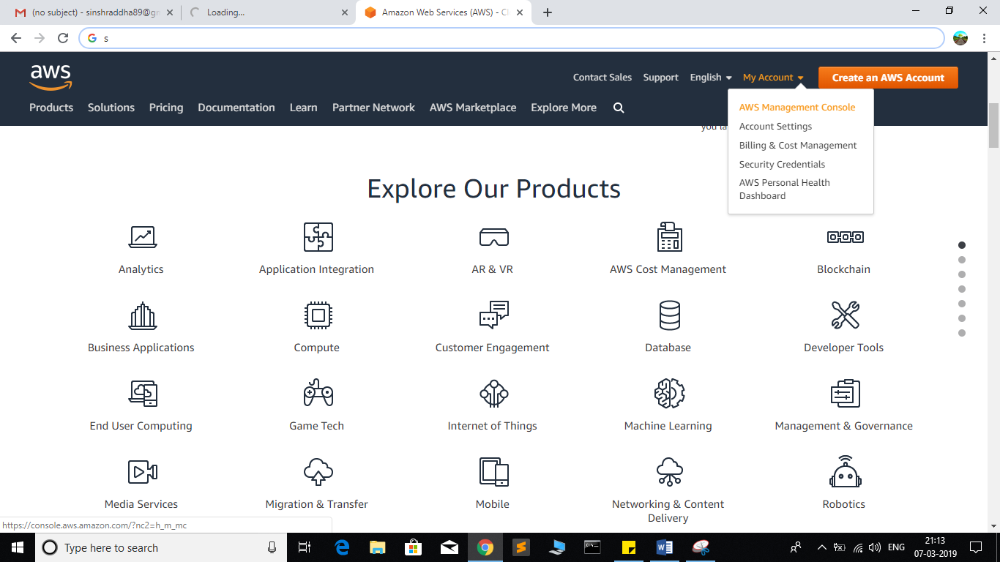 (no subject) - sinshraddha89@gm
Loading...
Amazon Web Services (AWS) - Cl
s
aws
Contact Sales Support English My Account Create an AWS Account
Products Solutions Pricing Documentation Learn Partner Network AWS Marketplace Explore More
AWS Management Console
Account Settings
Billing & Cost Management
Security Credentials
AWS Personal Health
Dashboard
you la
Explore Our Products
Analytics Application Integration AR & VR AWS Cost Management Blockchain
Business Applications Compute Customer Engagement Database Developer Tools
End User Computing Game Tech Internet of Things Machine Learning Management & Governance
Media Services Migration & Transfer Mobile Networking & Content Robotics
Delivery
https://console.aws.amazon.com/?nc2=h_m_mc
Type here to search
ENG
21:13
07-03-2019